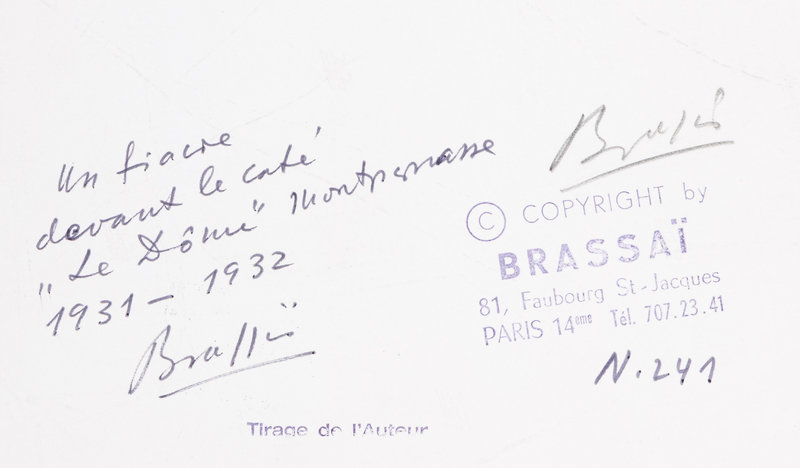 Un fiacre
devant le café
"Le Dôme" Montparnasse
1931 – 1932
Brassaï
Brassaï
© COPYRIGHT by
BRASSAÏ
81, Faubourg St-Jacques
PARIS 14eme Tél. 707.23.41
N. 241
Tirage de l'Auteur